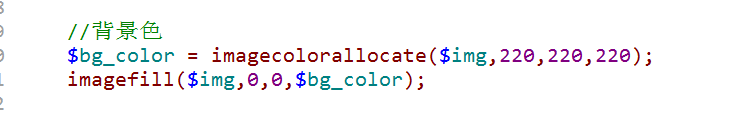 //背景色
$bg_color = imagecolorallocate($img,220,220,220);
imagefill($img,0,0,$bg_color);